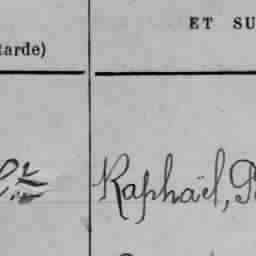 ET SU
tarde)
Raphaël, P